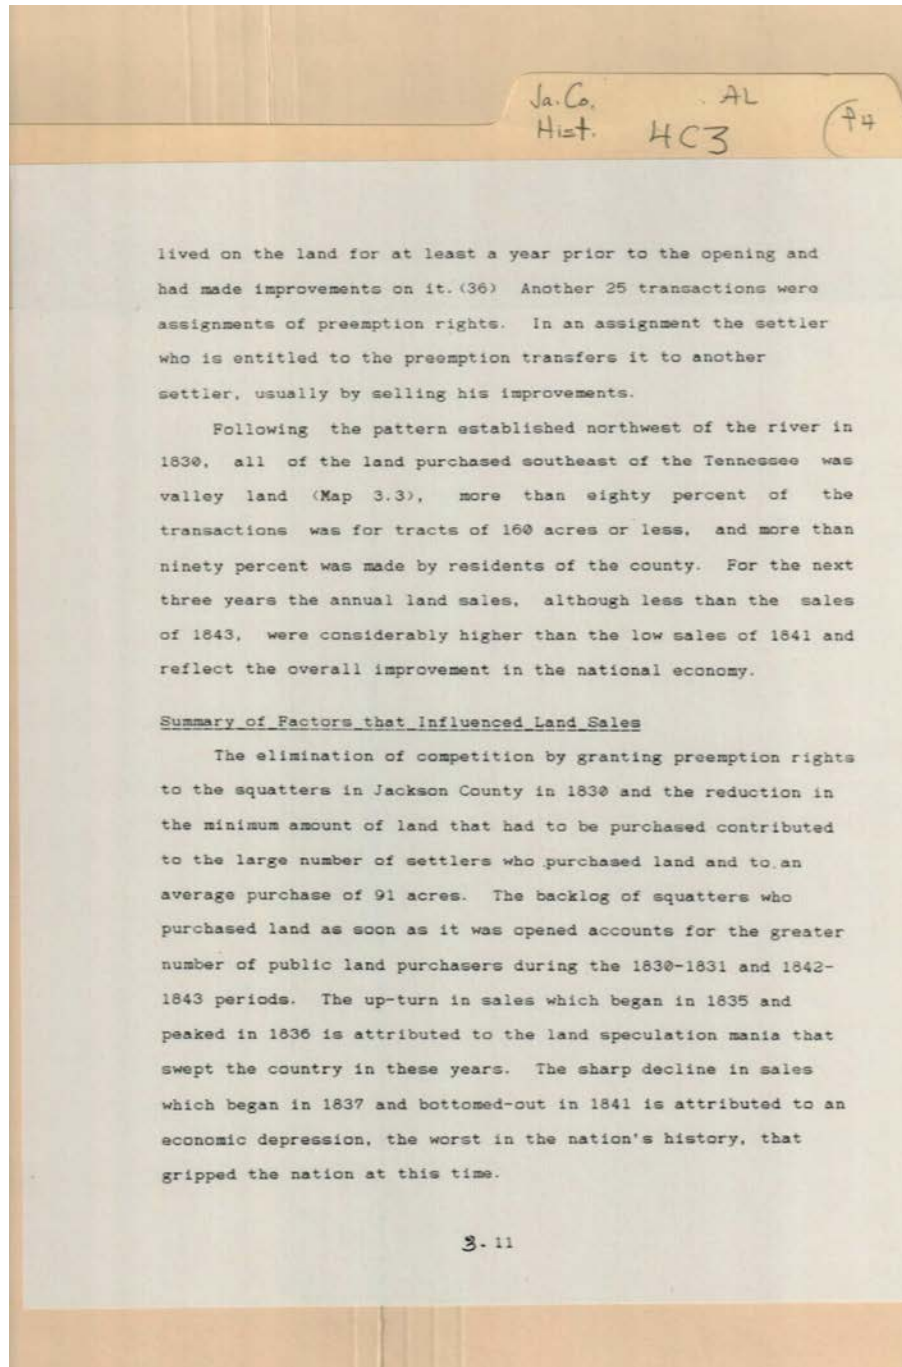 Ja. Co. AL
Hist. 4C3 P4
lived on the land for at least a year prior to the opening and
had made improvements on it.(36) Another 25 transactions were
assignments of preemption rights. In an assignment the settler
who is entitled to the preemption transfers it to another
settler, usually by selling his improvements.
Following the pattern established northwest of the river in
1830, all of the land purchased southeast of the Tennessee was
valley land (Map 3.3), more than eighty percent of the
transactions was for tracts of 160 acres or less, and more than
ninety percent was made by residents of the county. For the next
three years the annual land sales, although less than the sales
of 1843, were considerably higher than the low sales of 1841 and
reflect the overall improvement in the national economy.
Summary of Factors that Influenced Land Sales
The elimination of competition by granting preemption rights
to the squatters in Jackson County in 1830 and the reduction in
the minimum amount of land that had to be purchased contributed
to the large number of settlers who purchased land and to an
average purchase of 91 acres. The backlog of squatters who
purchased land as soon as it was opened accounts for the greater
number of public land purchasers during the 1830-1831 and 1842-
1843 periods. The up-turn in sales which began in 1835 and
peaked in 1836 is attributed to the land speculation mania that
swept the country in these years. The sharp decline in sales
which began in 1837 and bottomed-out in 1841 is attributed to an
economic depression, the worst in the nation's history, that
gripped the nation at this time.
3-11